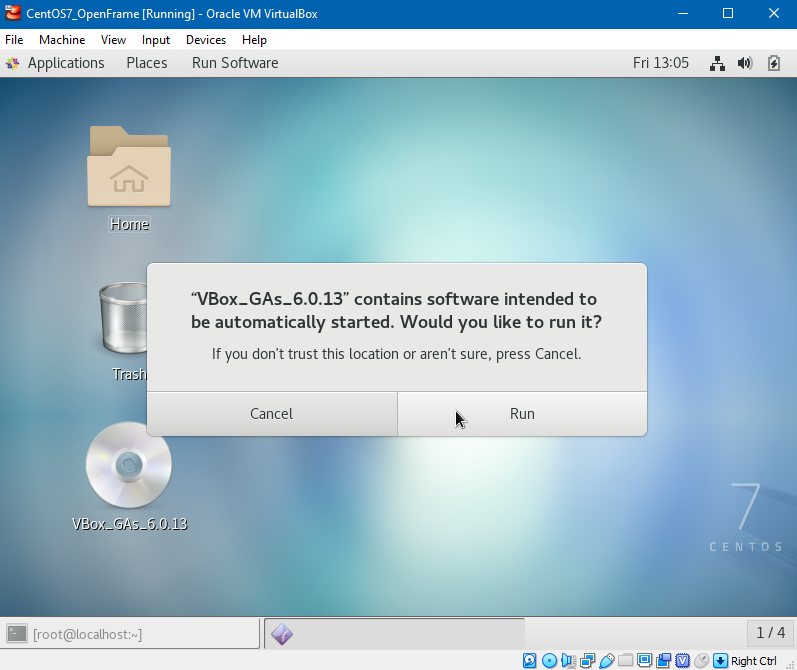 CentOS7_OpenFrame [Running] - Oracle VM VirtualBox
File Machine View Input Devices Help
Applications Places Run Software Fri 13:05
Home
“VBox_GAs_6.0.13” contains software intended to
be automatically started. Would you like to run it?
If you don’t trust this location or aren’t sure, press Cancel.
Trash
Cancel Run
VBox_GAs_6.0.13
7
CENTOS
[root@localhost:~] 1 / 4
Right Ctrl